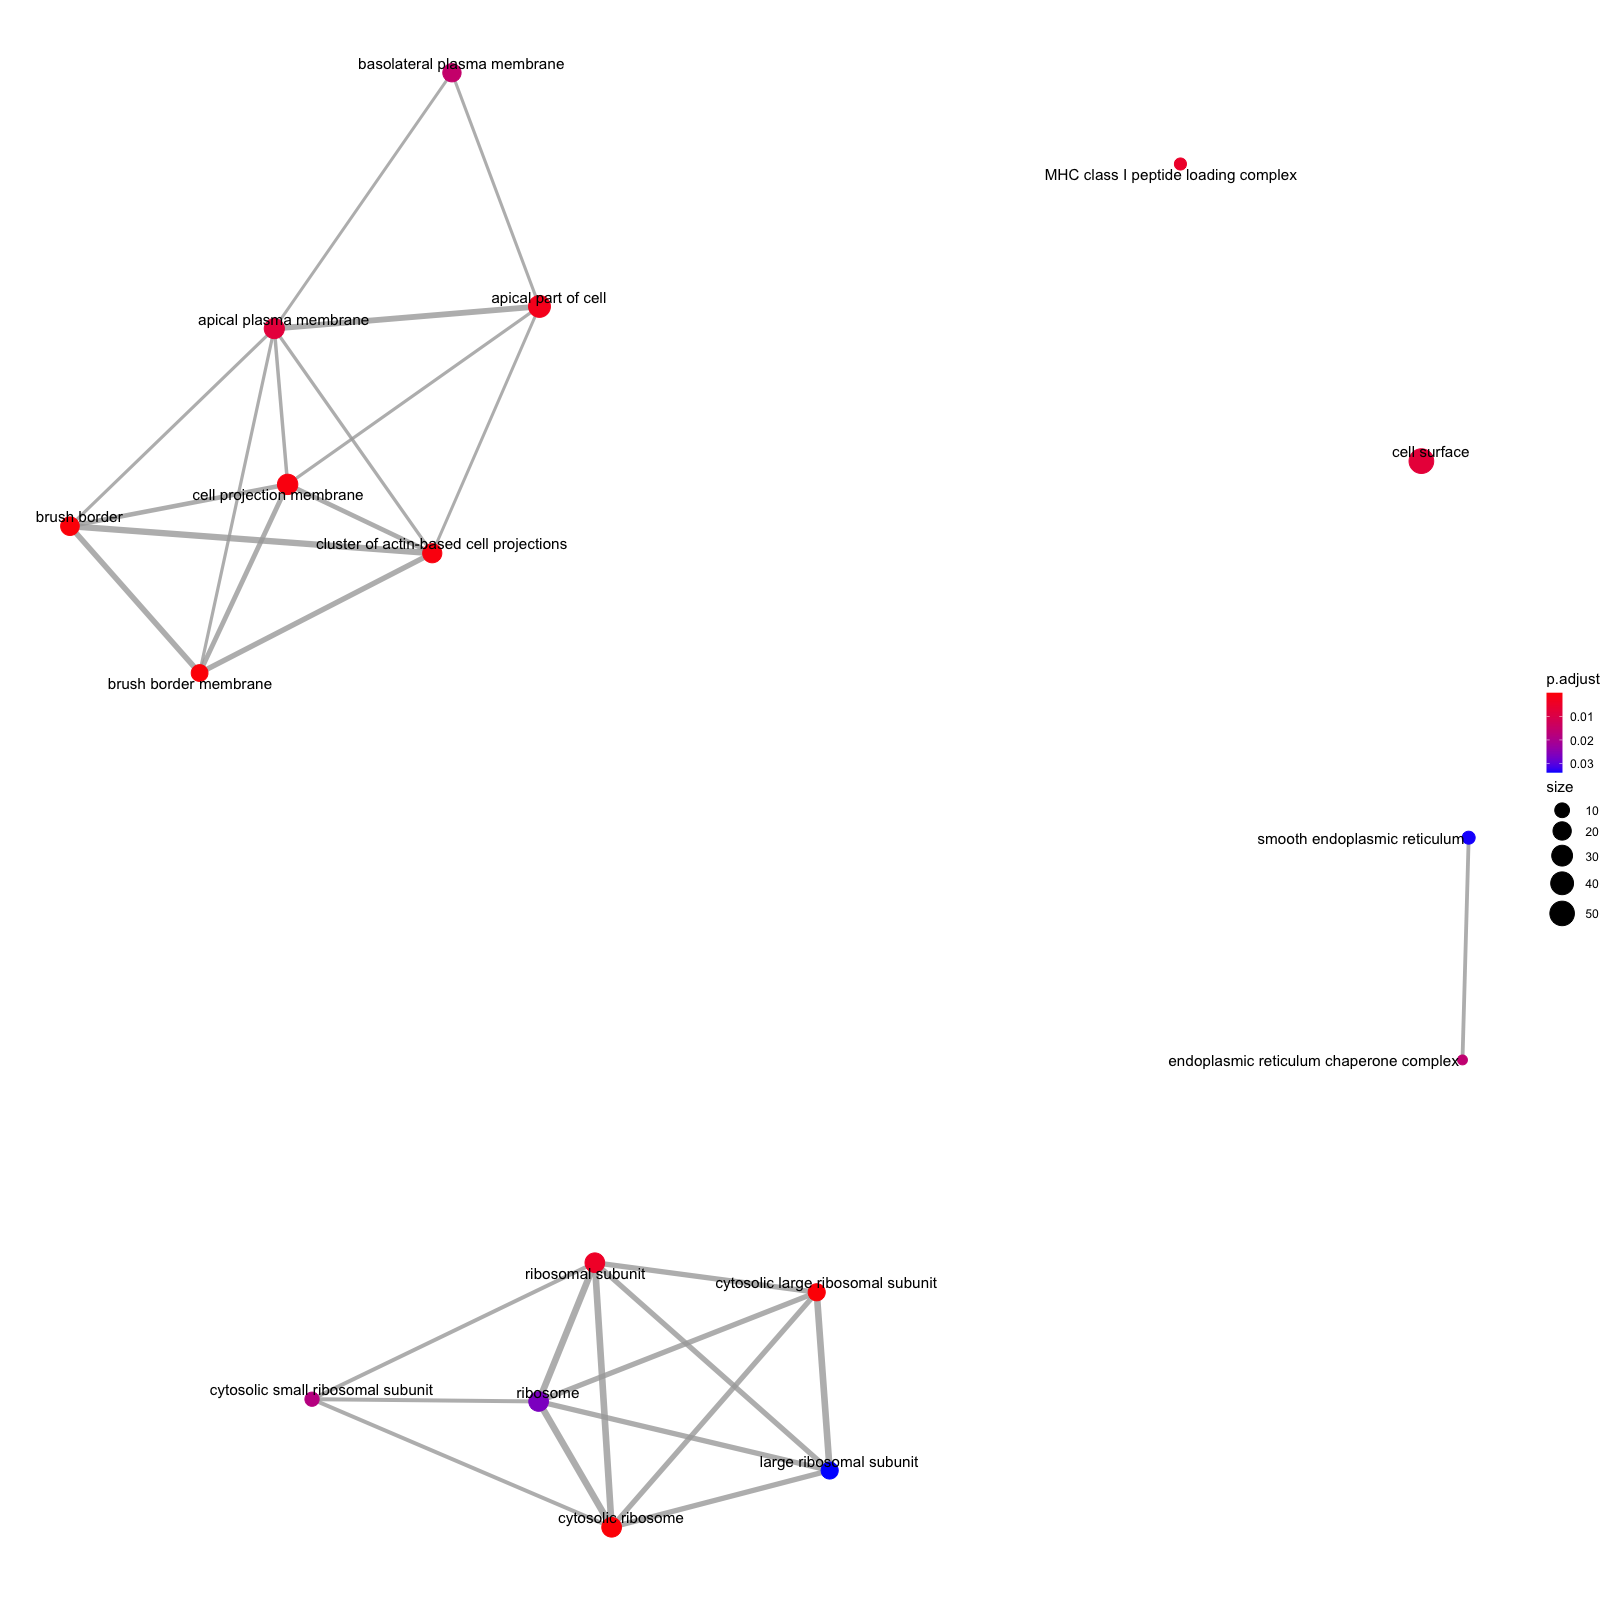 basolateral plasma membrane
MHC class I peptide loading complex
apical part of cell
apical plasma membrane
cell surface
cell projection membrane
brush border
cluster of actin-based cell projections
brush border membrane
p.adjust
0.01
0.02
0.03
size
10
20
30
40
50
smooth endoplasmic reticulum
endoplasmic reticulum chaperone complex
ribosomal subunit
cytosolic large ribosomal subunit
cytosolic small ribosomal subunit
ribosome
large ribosomal subunit
cytosolic ribosome